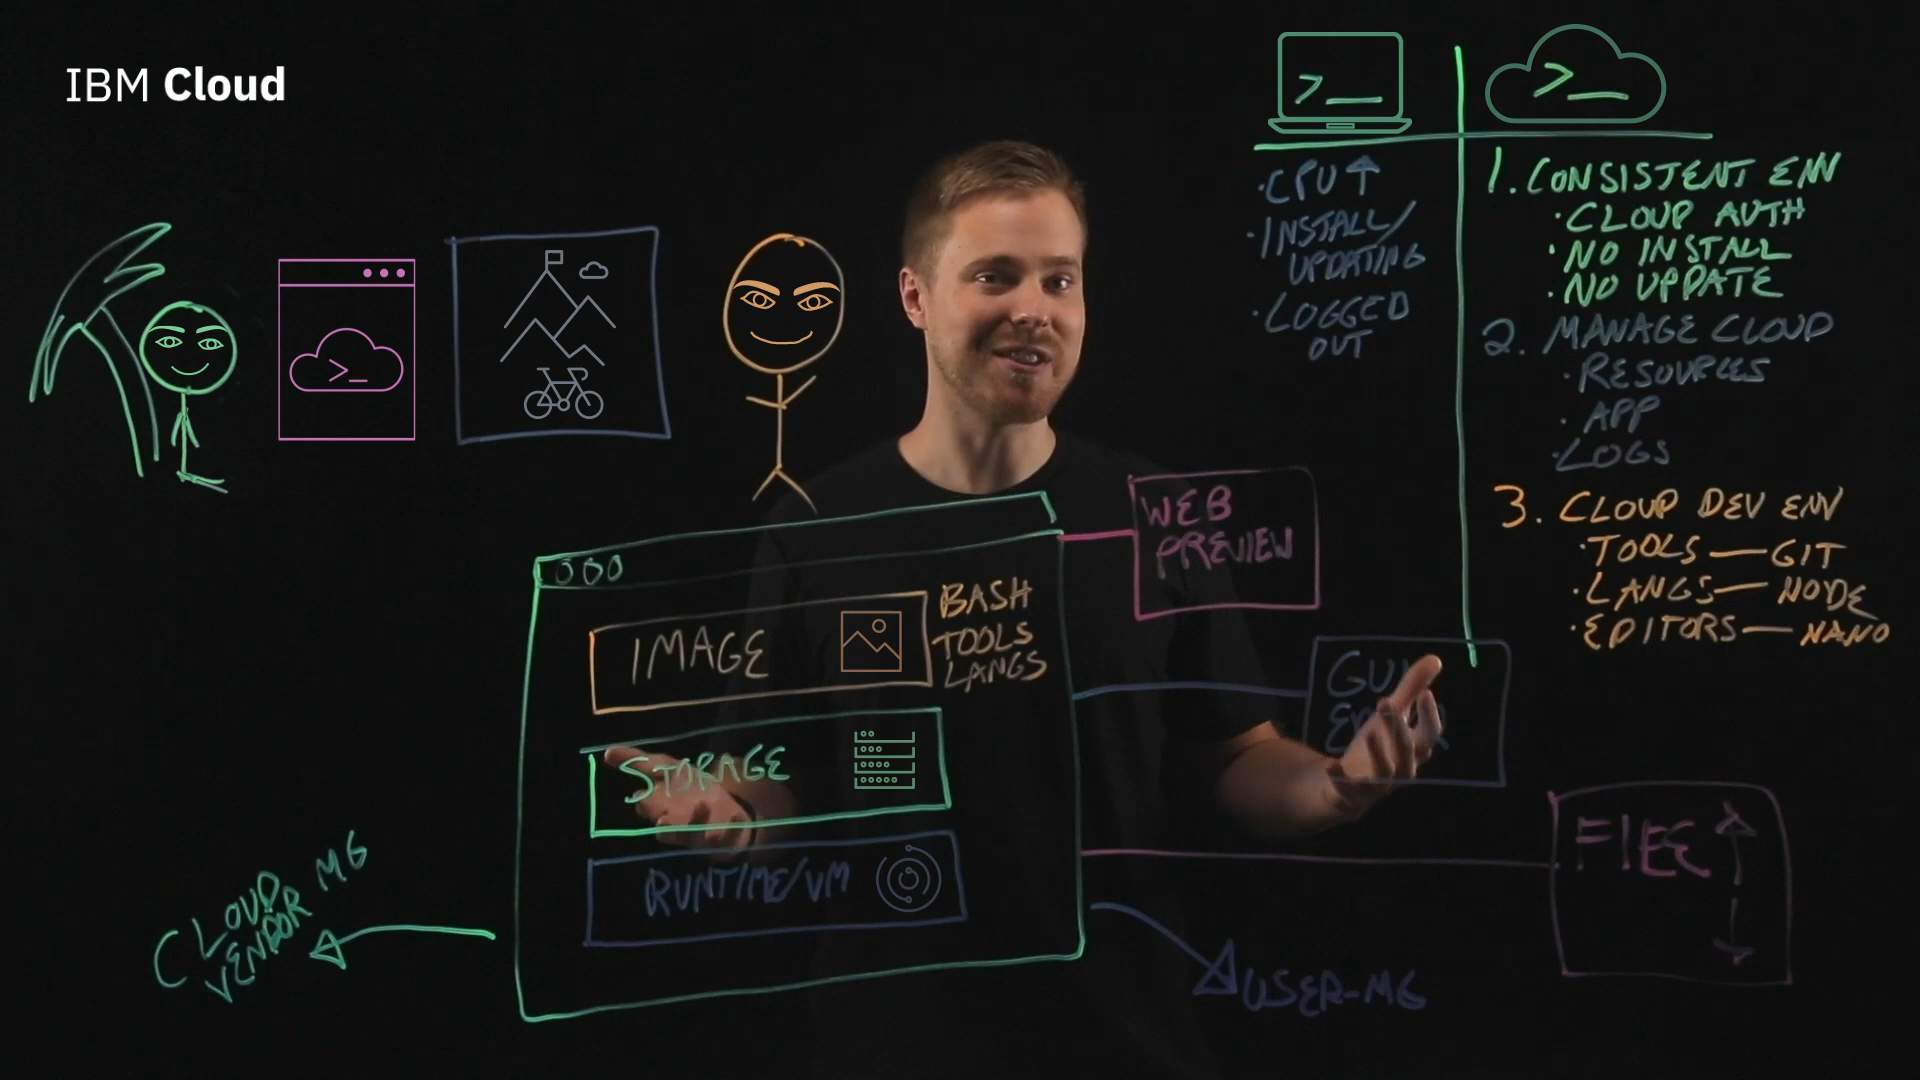 IBM Cloud
>_
>_
>_
CPU ↑
INSTALL/
UPDATING
LOGGED
OUT
1. CONSISTENT ENV
CLOUD AUTH
NO INSTALL
NO UPDATE
2. MANAGE CLOUD
RESOURCES
APP
LOGS
3. CLOUD DEV ENV
TOOLS — GIT
LANGS — NODE
EDITORS — NANO
WEB
PREVIEW
IMAGE
BASH
TOOLS
LANGS
STORAGE
RUNTIME/VM
FILE
CLOUD
VENDOR MG
USER-MG